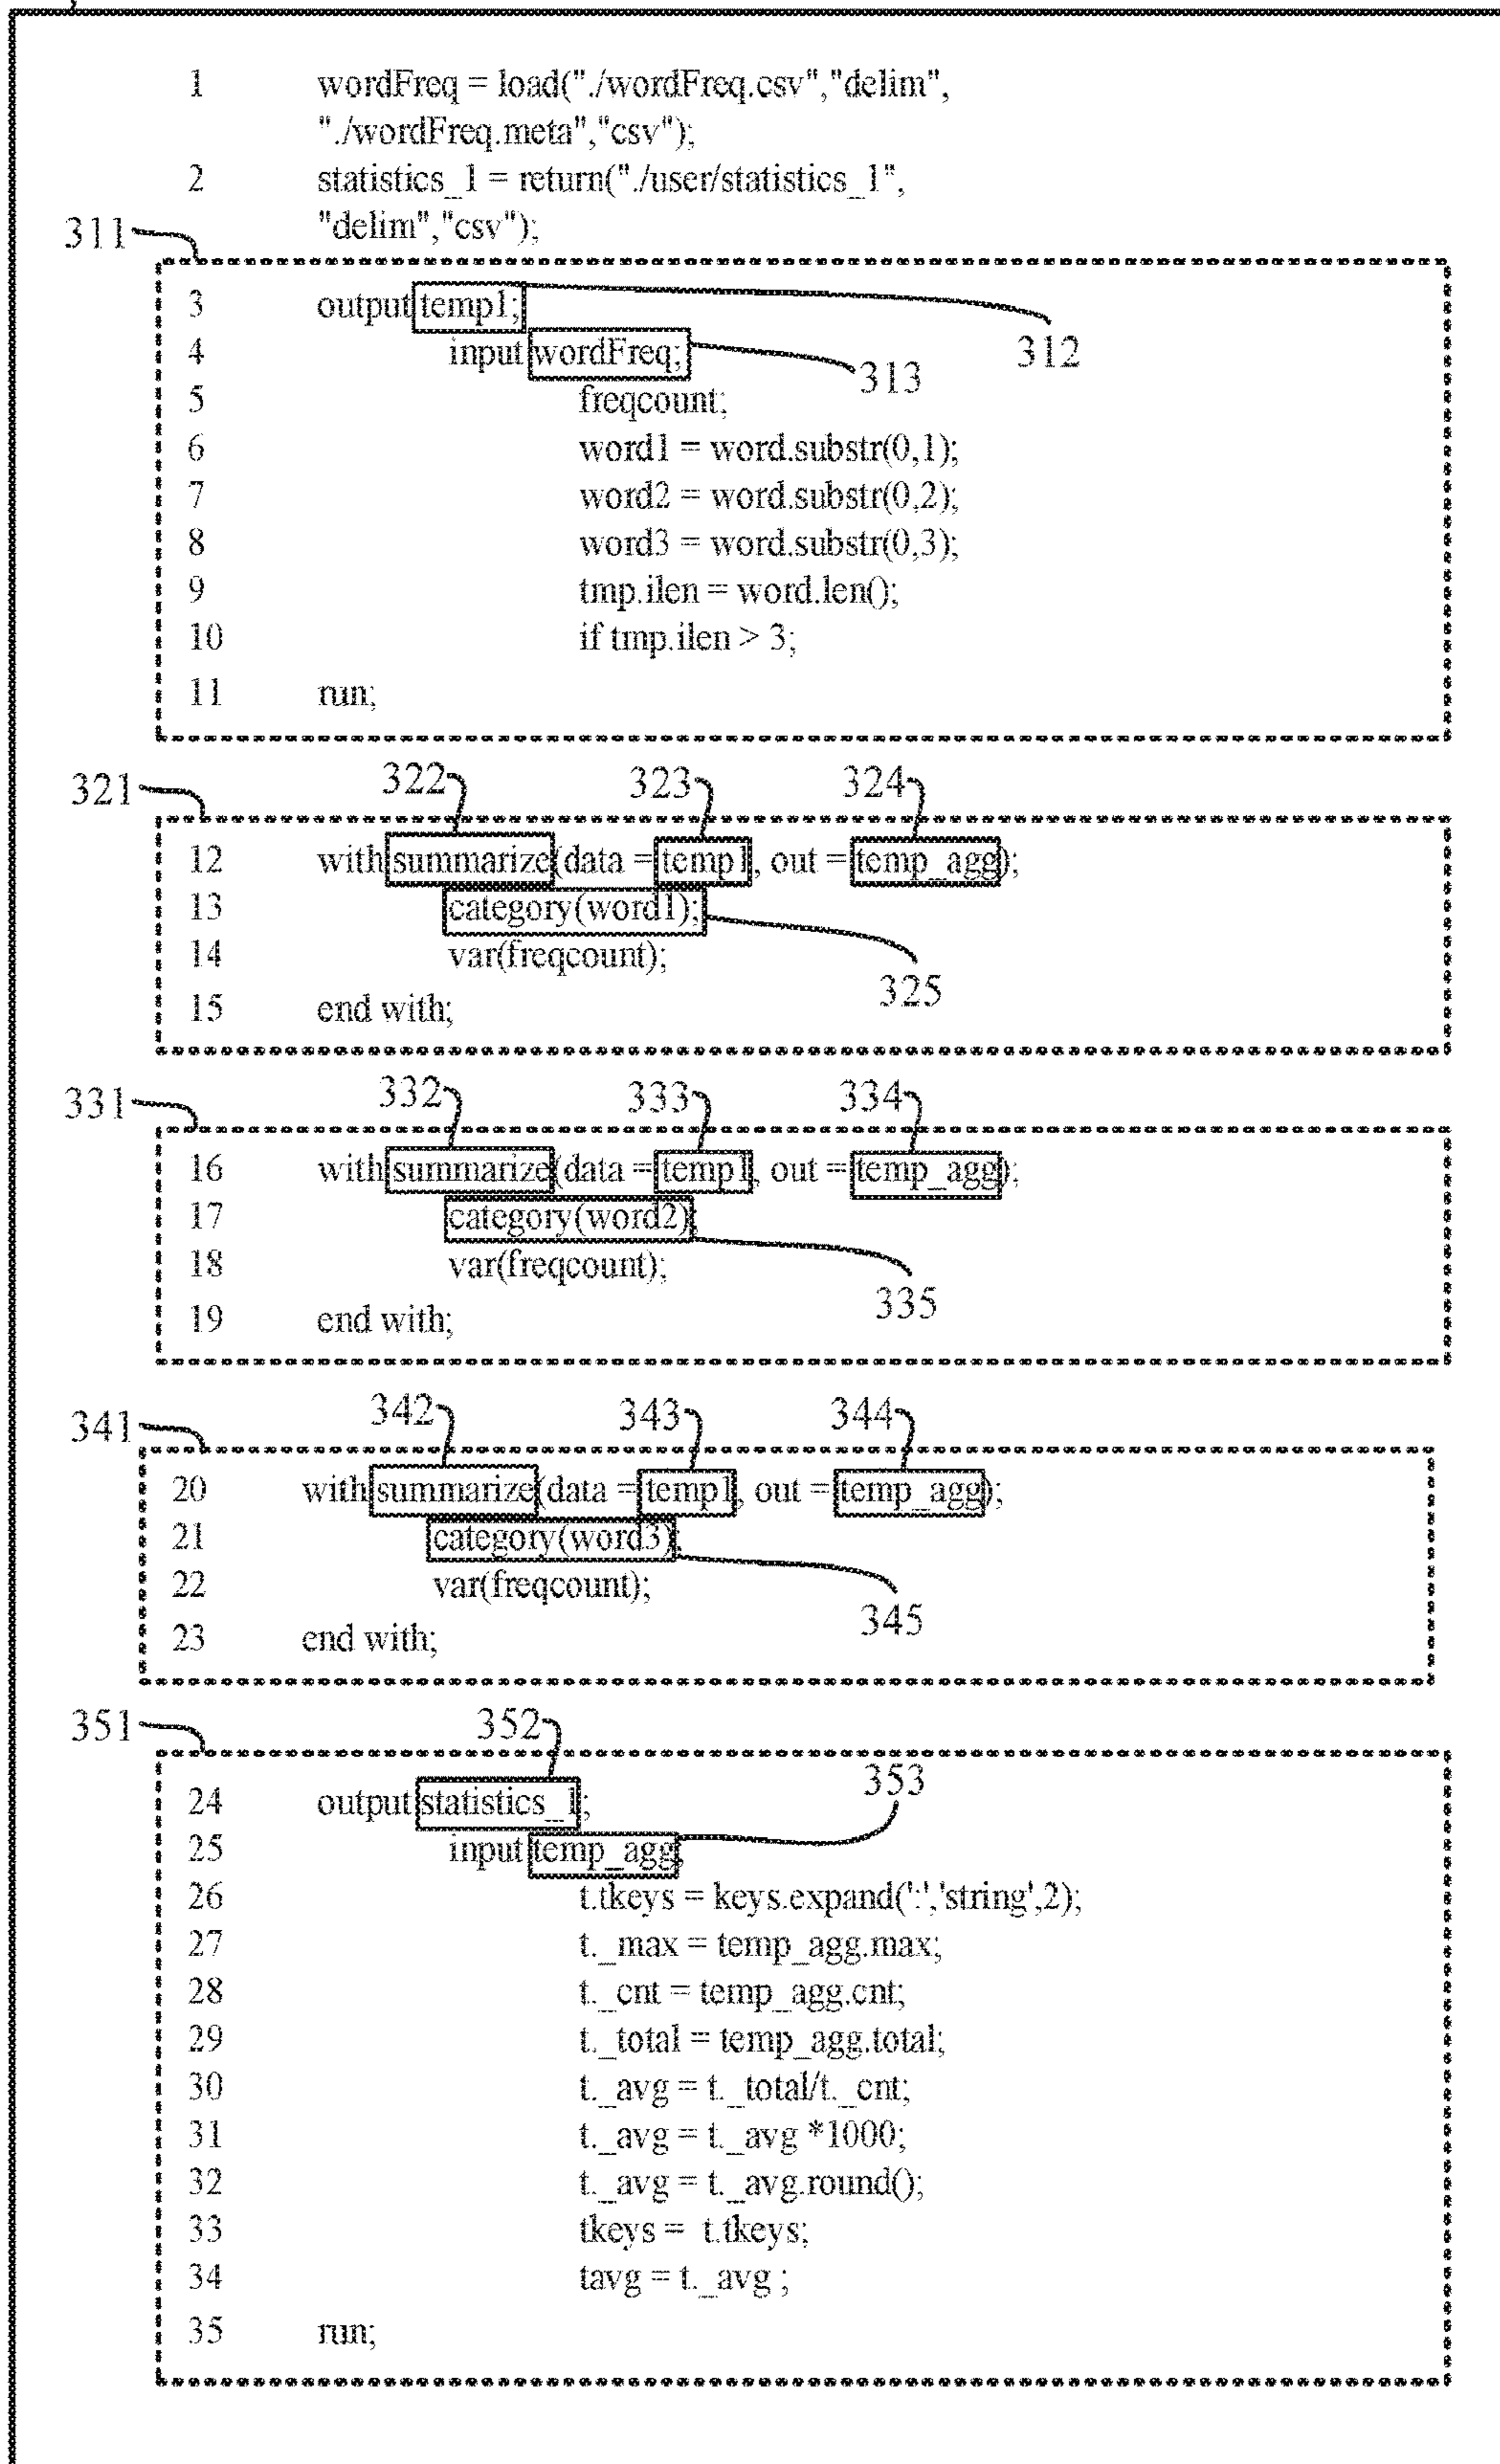 1 wordFreq = load("./wordFreq.csv","delim",
"./wordFreq.meta","csv");
2 statistics_1 = return("./user/statistics_1",
"delim","csv");
311
3 output temp1;
312
4 input wordFreq;
313
5 freqcount;
6 word1 = word.substr(0,1);
7 word2 = word.substr(0,2);
8 word3 = word.substr(0,3);
9 tmp.ilen = word.len();
10 if tmp.ilen > 3;
11 run;
321 322 323 324
12 with summarize(data = temp1, out = temp_agg);
13 category(word1);
14 var(freqcount);
325
15 end with;
331 332 333 334
16 with summarize(data = temp1, out = temp_agg);
17 category(word2);
18 var(freqcount);
335
19 end with;
341 342 343 344
20 with summarize(data = temp1, out = temp_agg);
21 category(word3);
22 var(freqcount);
345
23 end with;
351 352
353
24 output statistics_1;
25 input temp_agg;
26 t.tkeys = keys.expand(':','string',2);
27 t._max = temp_agg.max;
28 t._cnt = temp_agg.cnt;
29 t._total = temp_agg.total;
30 t._avg = t._total/t._cnt;
31 t._avg = t._avg *1000;
32 t._avg = t._avg.round();
33 tkeys = t.tkeys;
34 tavg = t._avg ;
35 run;